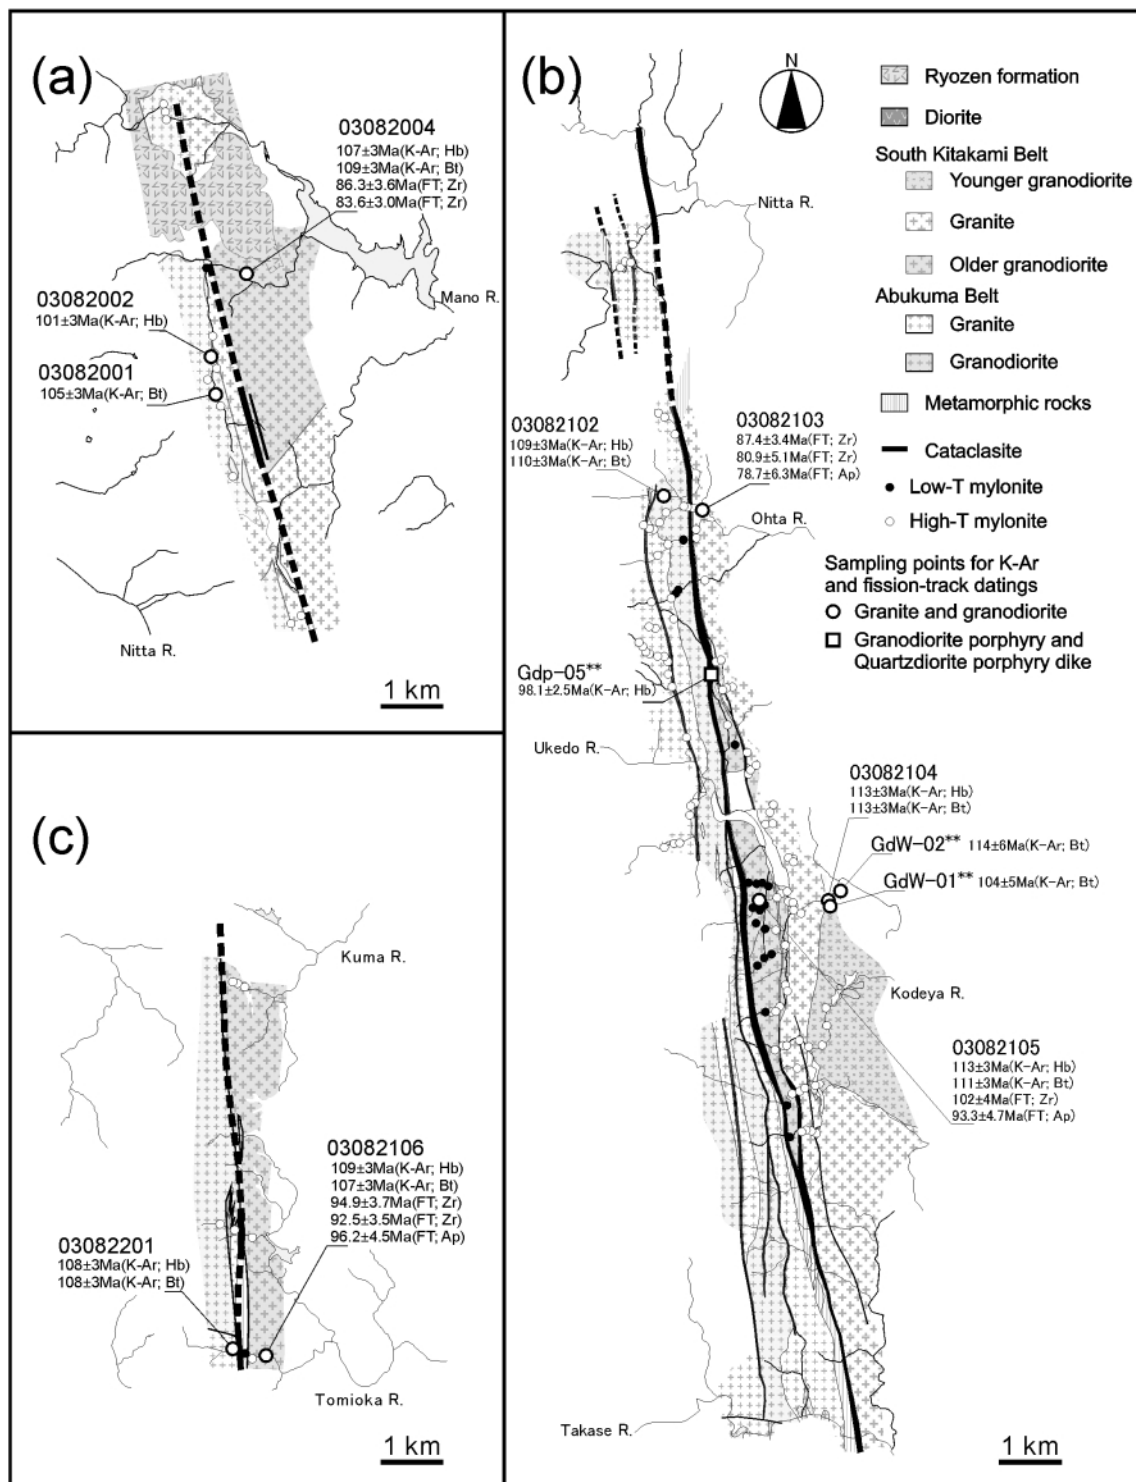 (a)
03082004
107±3Ma(K-Ar; Hb)
109±3Ma(K-Ar; Bt)
86.3±3.6Ma(FT; Zr)
83.6±3.0Ma(FT; Zr)
03082002
101±3Ma(K-Ar; Hb)
03082001
105±3Ma(K-Ar; Bt)
Mano R.
Nitta R.
1 km
(b)
N
Nitta R.
03082102
109±3Ma(K-Ar; Hb)
110±3Ma(K-Ar; Bt)
03082103
87.4±3.4Ma(FT; Zr)
80.9±5.1Ma(FT; Zr)
78.7±6.3Ma(FT; Ap)
Ohta R.
Gdp-05**
98.1±2.5Ma(K-Ar; Hb)
Ukedo R.
03082104
113±3Ma(K-Ar; Hb)
113±3Ma(K-Ar; Bt)
GdW-02** 114±6Ma(K-Ar; Bt)
GdW-01** 104±5Ma(K-Ar; Bt)
Kodeya R.
03082105
113±3Ma(K-Ar; Hb)
111±3Ma(K-Ar; Bt)
102±4Ma(FT; Zr)
93.3±4.7Ma(FT; Ap)
Takase R.
1 km
Ryozen formation
Diorite
South Kitakami Belt
Younger granodiorite
Granite
Older granodiorite
Abukuma Belt
Granite
Granodiorite
Metamorphic rocks
Cataclasite
Low-T mylonite
High-T mylonite
Sampling points for K-Ar
and fission-track datings
Granite and granodiorite
Granodiorite porphyry and
Quartzdiorite porphyry dike
(c)
Kuma R.
03082106
109±3Ma(K-Ar; Hb)
107±3Ma(K-Ar; Bt)
94.9±3.7Ma(FT; Zr)
92.5±3.5Ma(FT; Zr)
96.2±4.5Ma(FT; Ap)
03082201
108±3Ma(K-Ar; Hb)
108±3Ma(K-Ar; Bt)
Tomioka R.
1 km